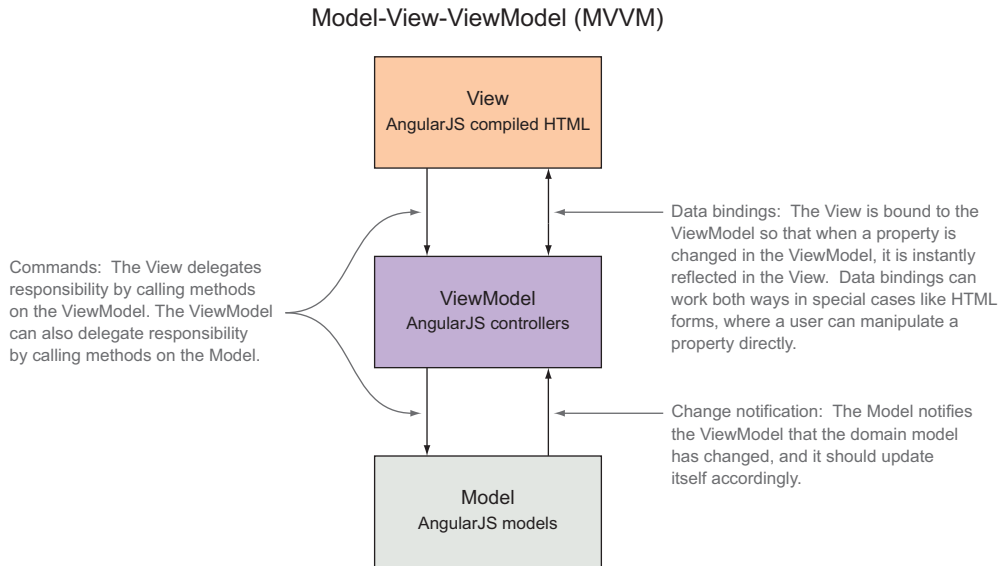 Model-View-ViewModel (MVVM)
View
AngularJS compiled HTML
Data bindings: The View is bound to the
ViewModel so that when a property is
changed in the ViewModel, it is instantly
reflected in the View. Data bindings can
work both ways in special cases like HTML
forms, where a user can manipulate a
property directly.
Commands: The View delegates
responsibility by calling methods
on the ViewModel. The ViewModel
can also delegate responsibility
by calling methods on the Model.
ViewModel
AngularJS controllers
Change notification: The Model notifies
the ViewModel that the domain model
has changed, and it should update
itself accordingly.
Model
AngularJS models